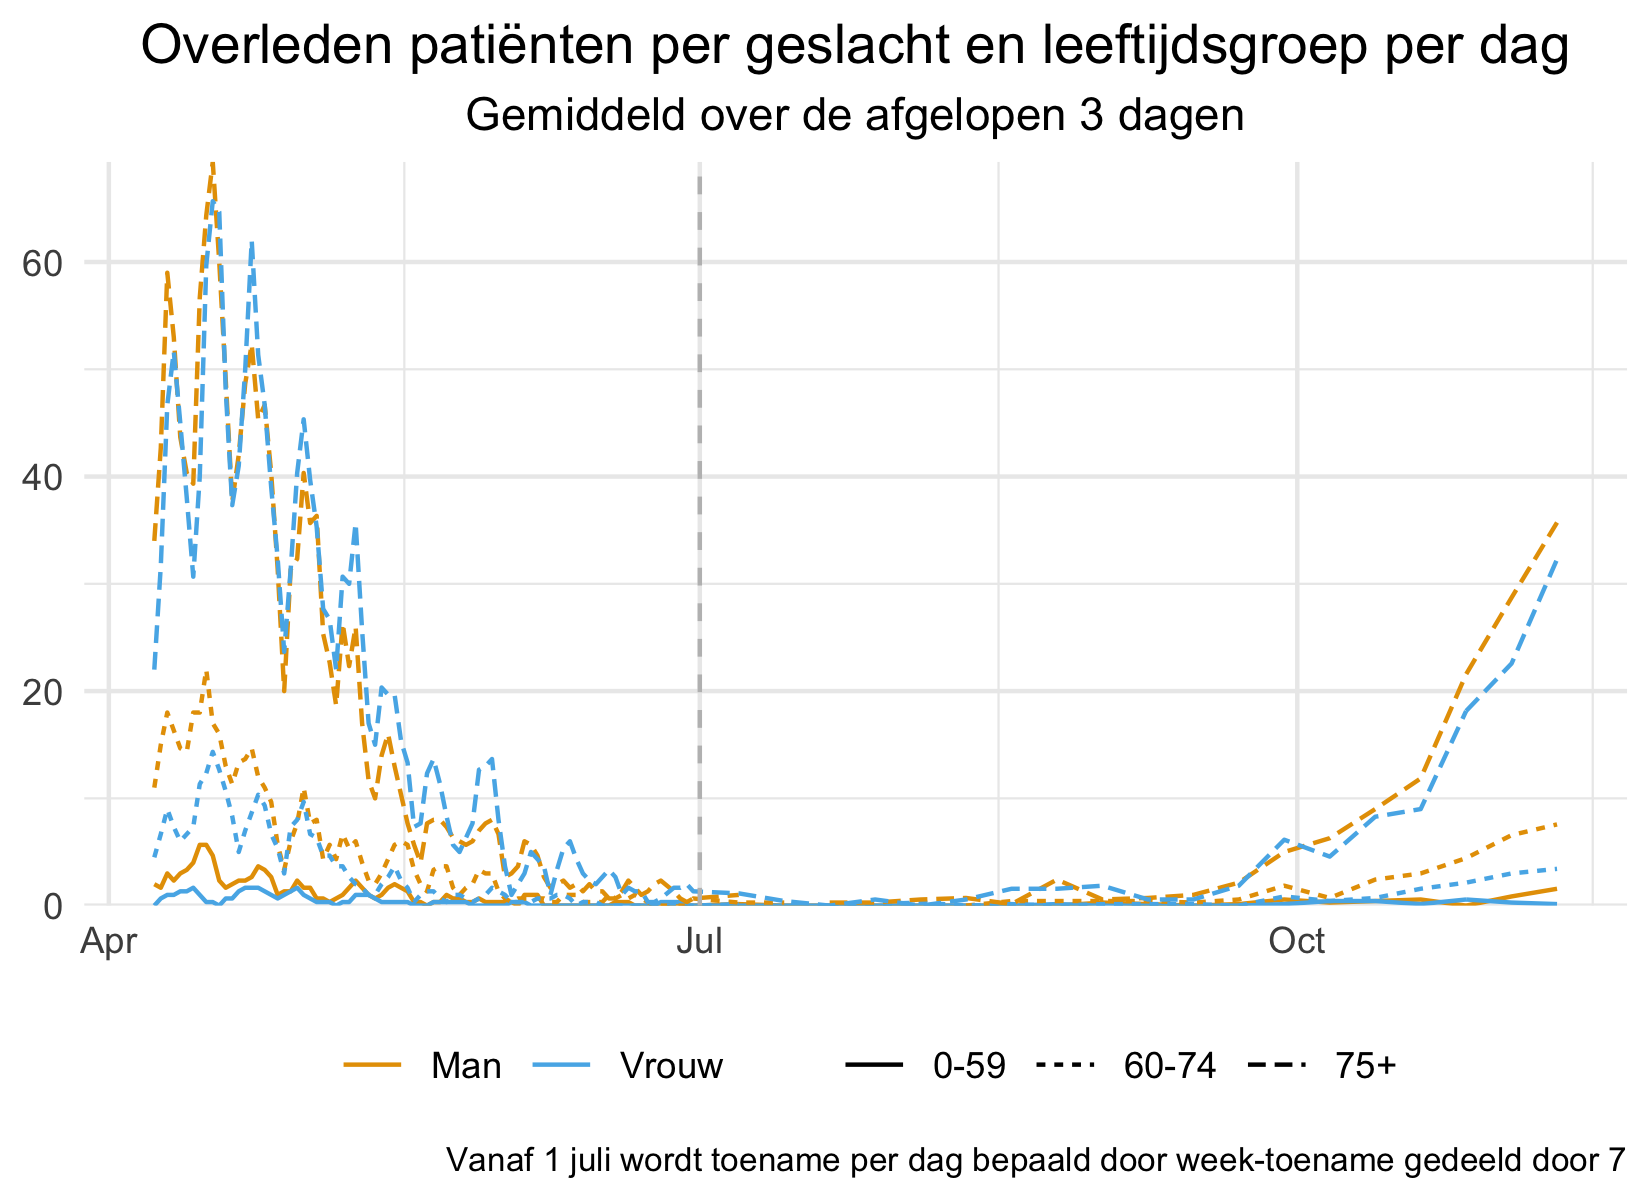 Overleden patiënten per geslacht en leeftijdsgroep per dag
Gemiddeld over de afgelopen 3 dagen
60
40
20
0
Apr Jul Oct
Man Vrouw 0-59 60-74 75+
Vanaf 1 juli wordt toename per dag bepaald door week-toename gedeeld door 7